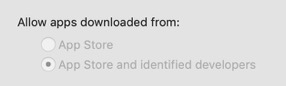 Allow apps downloaded from:
App Store
App Store and identified developers